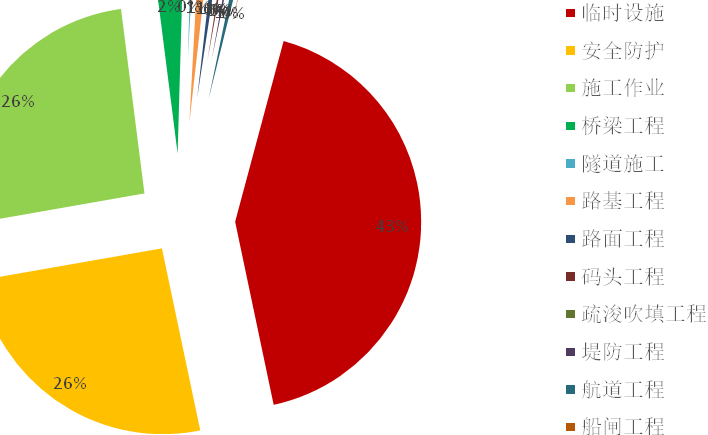 2%
26%
43%
26%
临时设施
安全防护
施工作业
桥梁工程
隧道施工
路基工程
路面工程
码头工程
疏浚吹填工程
堤防工程
航道工程
船闸工程